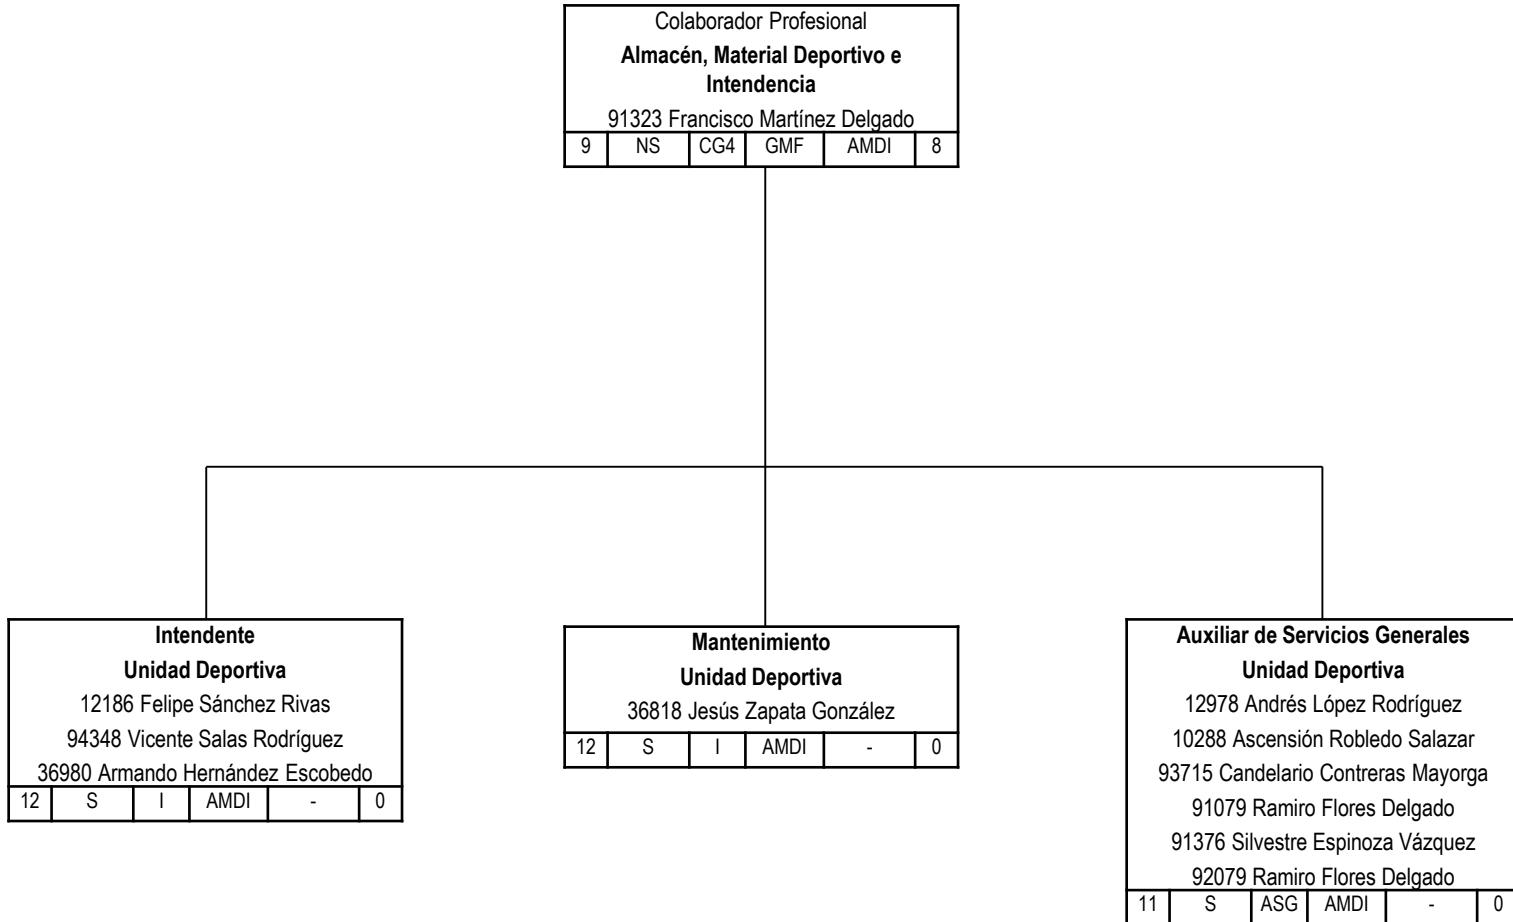 Colaborador Profesional
Almacén, Material Deportivo e
Intendencia
91323 Francisco Martínez Delgado
9 NS CG4 GMF AMDI 8
Intendente
Unidad Deportiva
12186 Felipe Sánchez Rivas
94348 Vicente Salas Rodríguez
36980 Armando Hernández Escobedo
12 S I AMDI - 0
Mantenimiento
Unidad Deportiva
36818 Jesús Zapata González
12 S I AMDI - 0
Auxiliar de Servicios Generales
Unidad Deportiva
12978 Andrés López Rodríguez
10288 Ascensión Robledo Salazar
93715 Candelario Contreras Mayorga
91079 Ramiro Flores Delgado
91376 Silvestre Espinoza Vázquez
92079 Ramiro Flores Delgado
11 S ASG AMDI - 0